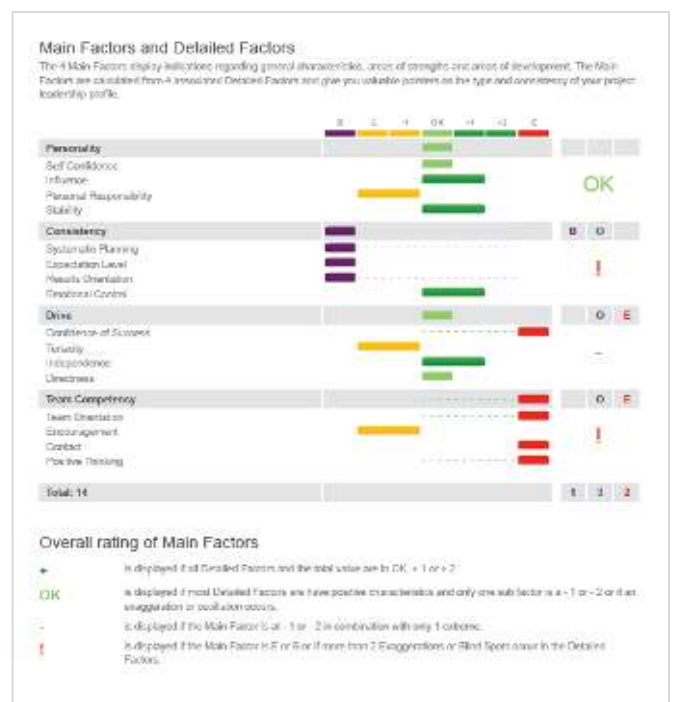 Main Factors and Detailed Factors
The 4 Main Factors display indications regarding general characteristics, areas of strengths and areas of development. The Main
Factors are calculated from 4 associated Detailed Factors and give you valuable pointers as the type and consistency of your project
leadership profile.
B OK +1 +2 E
Personality
Self Confidence
Influence
Personal Responsibility
Stability
OK
Consistency B O
Systematic Planning
Expectation Level
Results Orientation
Emotional Control
!
Drive O E
Confidence of Success
Tenacity
Independence
Directness
-
Team Competency O E
Team Orientation
Encouragement
Contact
Positive Thinking
!
Total: 14 1 3 2
Overall rating of Main Factors
+ is displayed if all Detailed Factors and the total value are in OK, + 1 or + 2
OK is displayed if most Detailed Factors are have positive characteristics and only one sub factor is a - 1 or - 2 or if an
exaggeration or oscillation occurs.
- is displayed if the Main Factor is at - 1 or - 2 in combination with only 1 extreme.
! is displayed if the Main Factor is E or B or if more than 2 Exaggerations or Blind Spots occur in the Detailed
Factors.